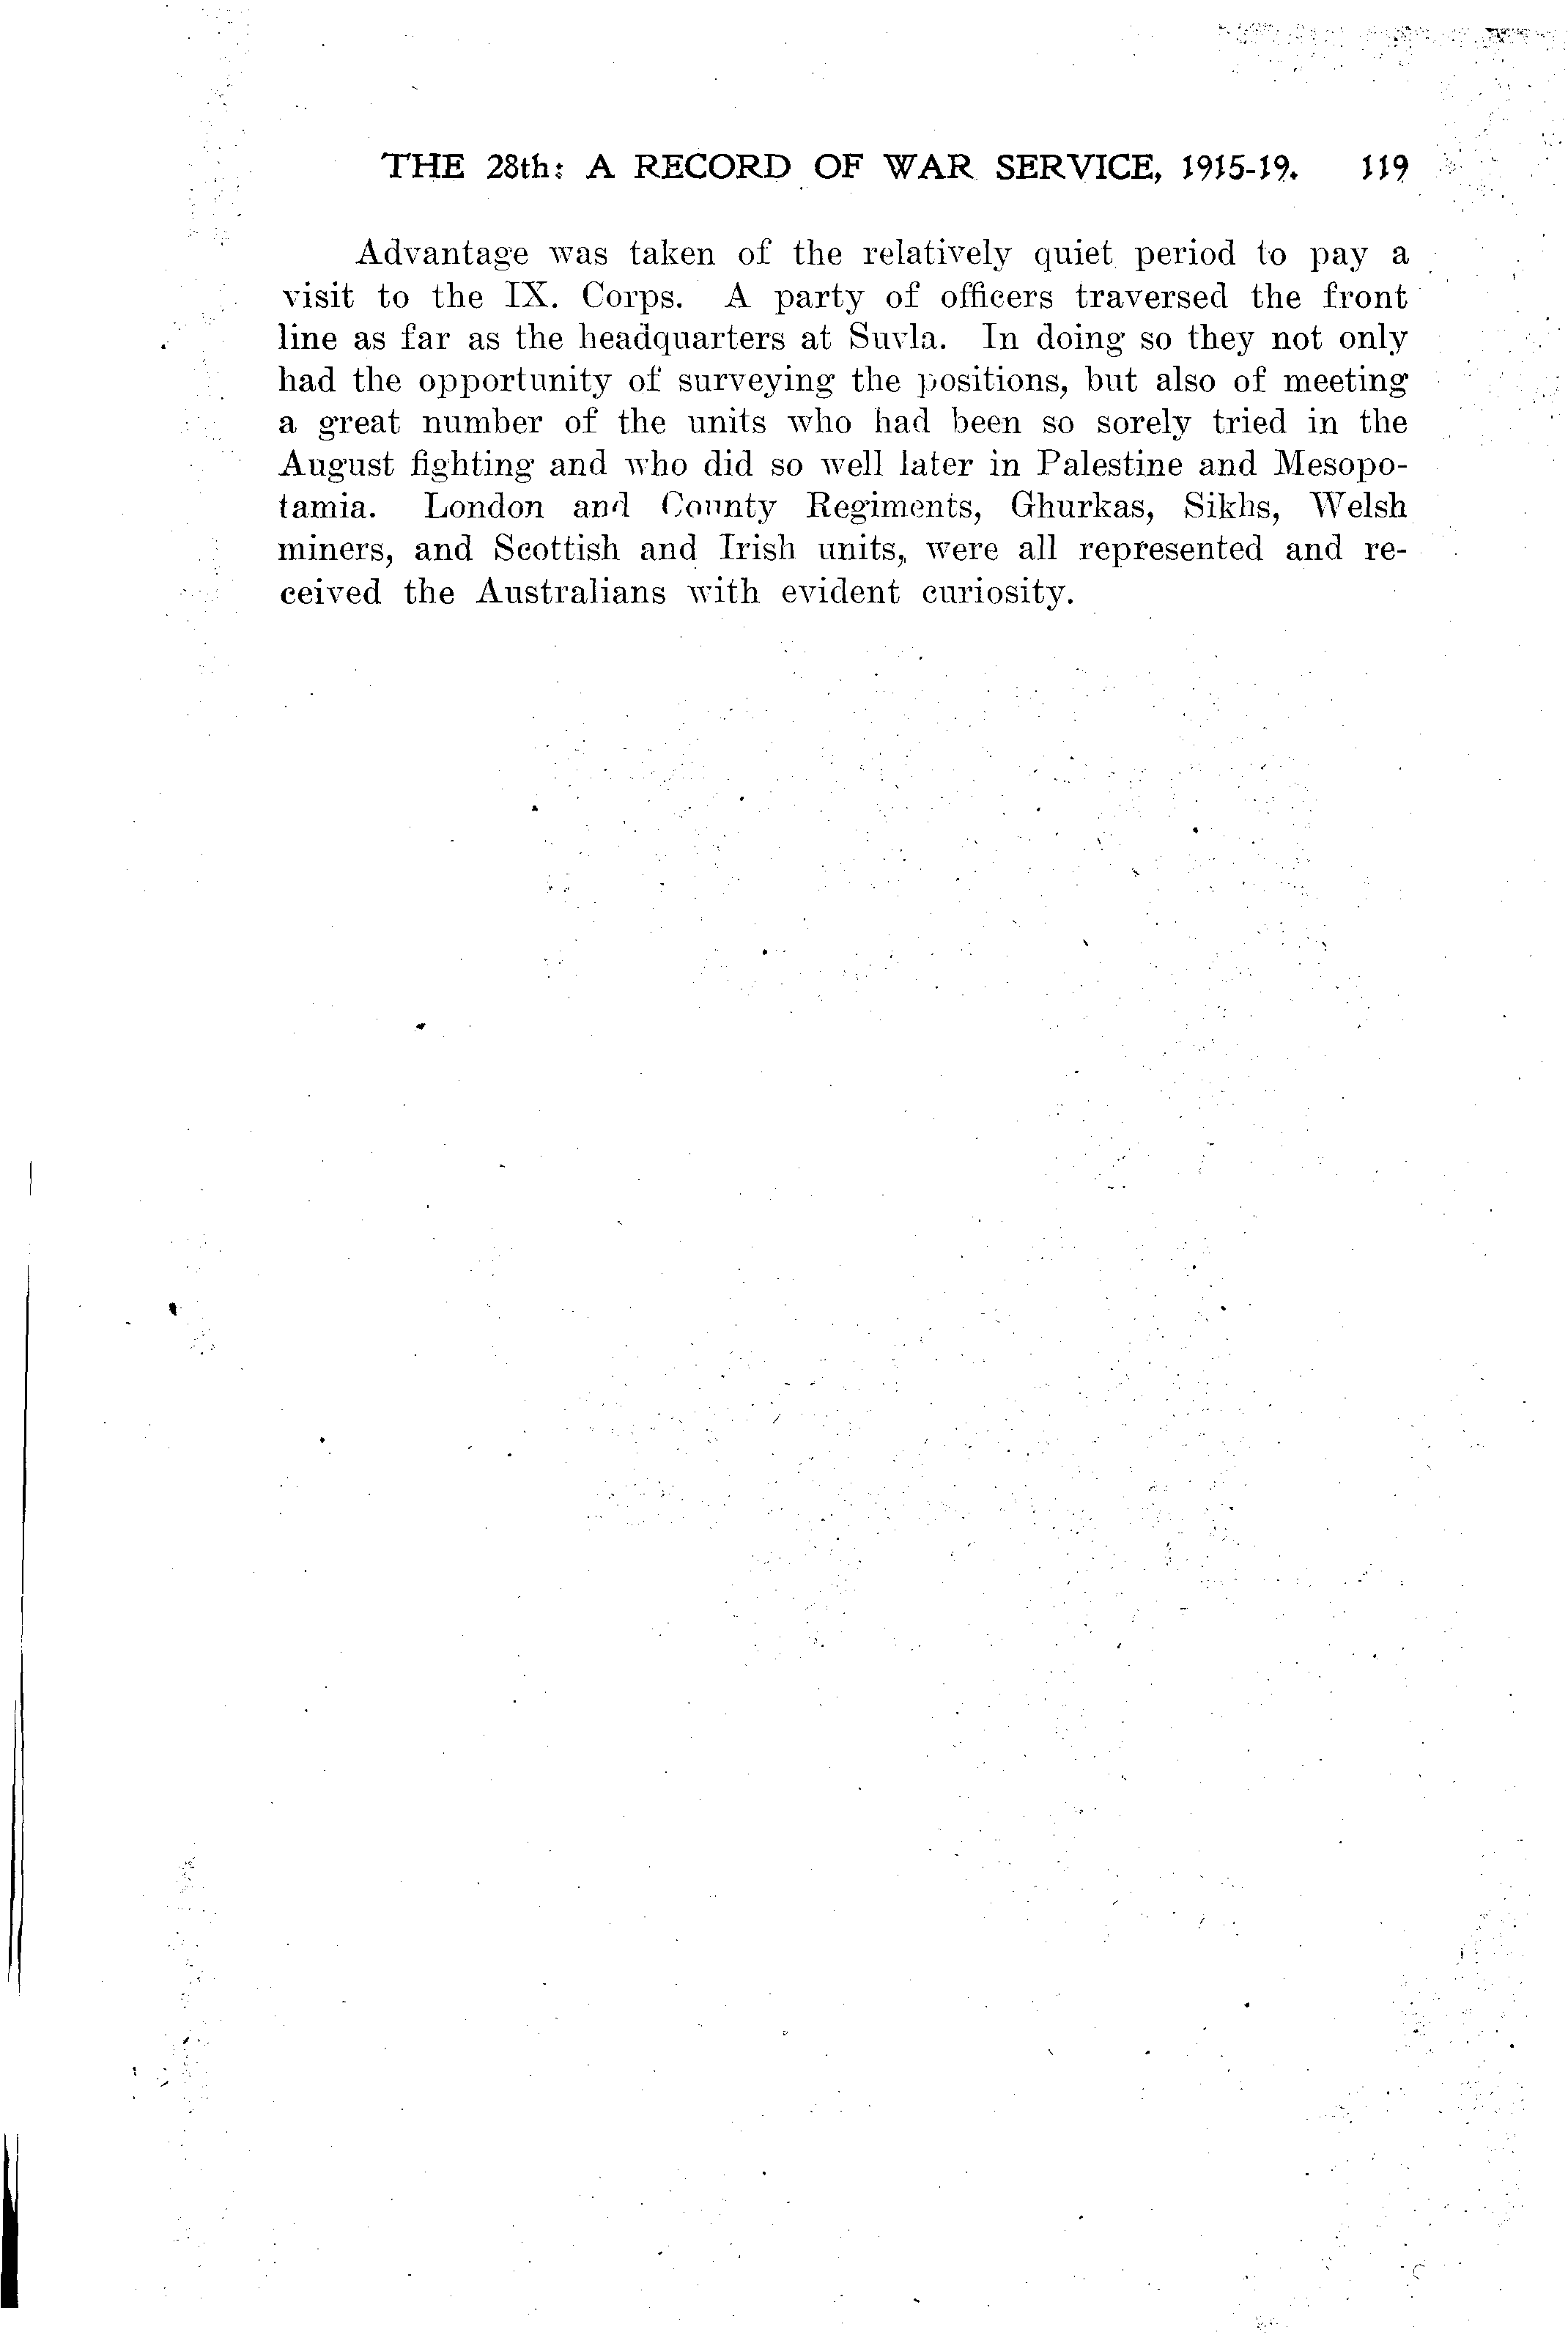 THE 28th: A RECORD OF WAR SERVICE, 1915-19. 119
Advantage was taken of the relatively quiet period to pay a
visit to the IX. Corps. A party of officers traversed the front
line as far as the headquarters at Suvla. In doing so they not only
had the opportunity of surveying the positions, but also of meeting
a great number of the units who had been so sorely tried in the
August fighting and who did so well later in Palestine and Mesopo-
tamia. London and County Regiments, Ghurkas, Sikhs, Welsh
miners, and Scottish and Irish units, were all represented and re-
ceived the Australians with evident curiosity.